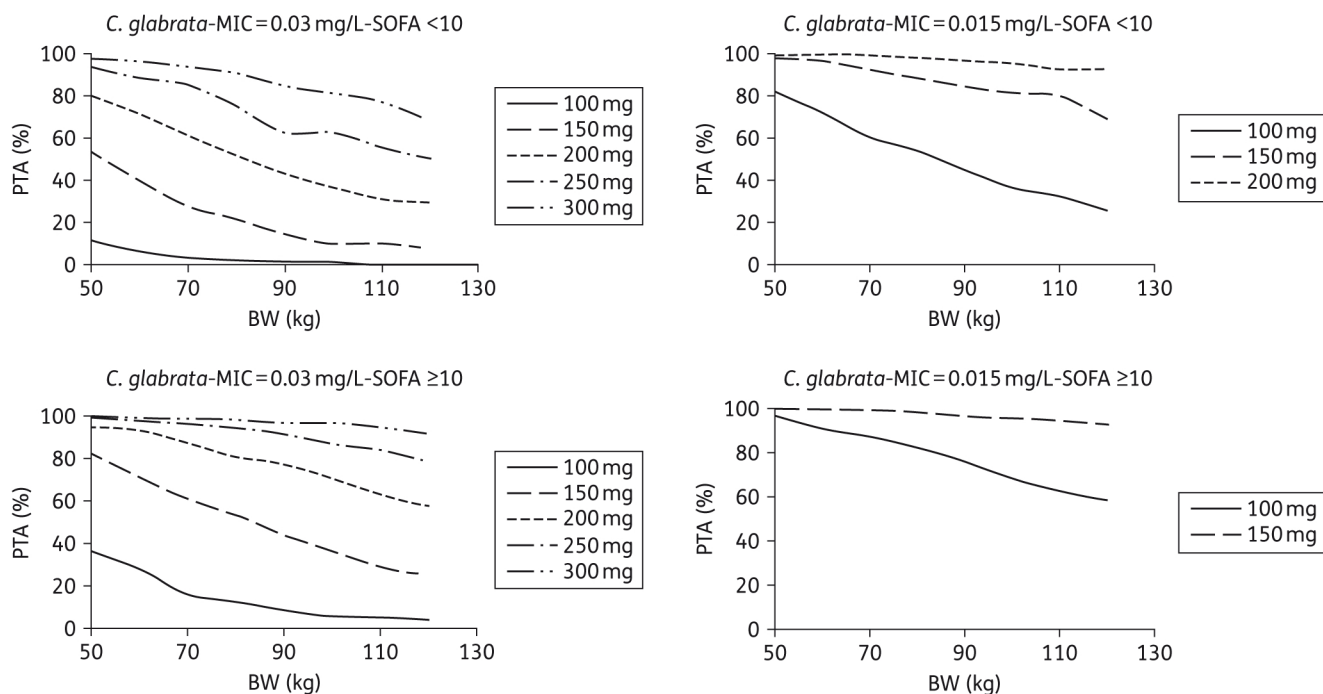 C. glabrata-MIC=0.03 mg/L-SOFA <10
100
80
60
40
20
0
PTA (%)
50 70 90 110 130
BW (kg)
100 mg
150 mg
200 mg
250 mg
300 mg
C. glabrata-MIC=0.015 mg/L-SOFA <10
100
80
60
40
20
0
PTA (%)
50 70 90 110 130
BW (kg)
100 mg
150 mg
200 mg
C. glabrata-MIC=0.03 mg/L-SOFA ≥10
100
80
60
40
20
0
PTA (%)
50 70 90 110 130
BW (kg)
100 mg
150 mg
200 mg
250 mg
300 mg
C. glabrata-MIC=0.015 mg/L-SOFA ≥10
100
80
60
40
20
0
PTA (%)
50 70 90 110 130
BW (kg)
100 mg
150 mg